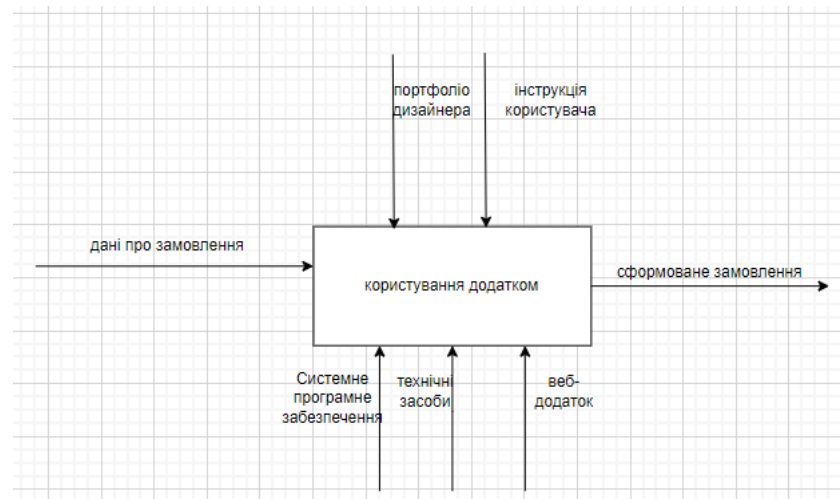 портфоліо
дизайнера
інструкція
користувача
дані про замовлення
користування додатком
сформоване замовлення
Системне
програмне
забезпечення
технічні
засоби
веб-
додаток